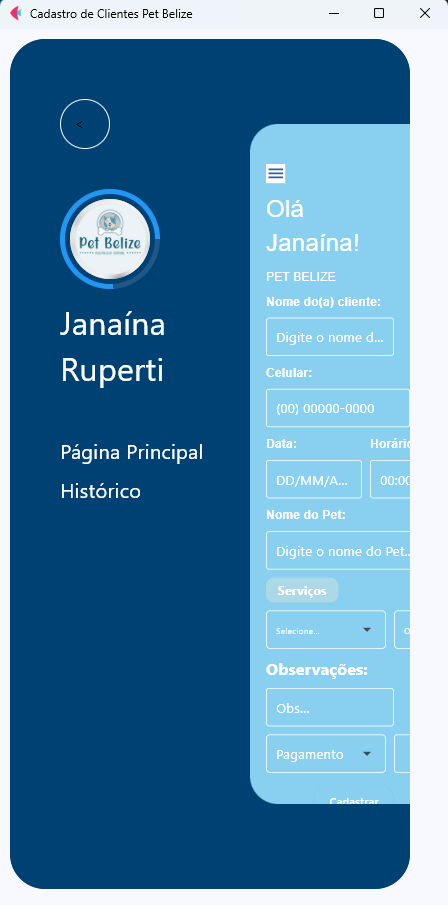 Cadastro de Clientes Pet Belize
<
Pet Belize
Janaína
Ruperti
Página Principal
Histórico
Olá
Janaína!
PET BELIZE
Nome do(a) cliente:
Digite o nome d...
Celular:
(00) 00000-0000
Data: Horário
DD/MM/A... 00:00
Nome do Pet:
Digite o nome do Pet...
Serviços
Selecione...
Observações:
Obs...
Pagamento
Cadastrar